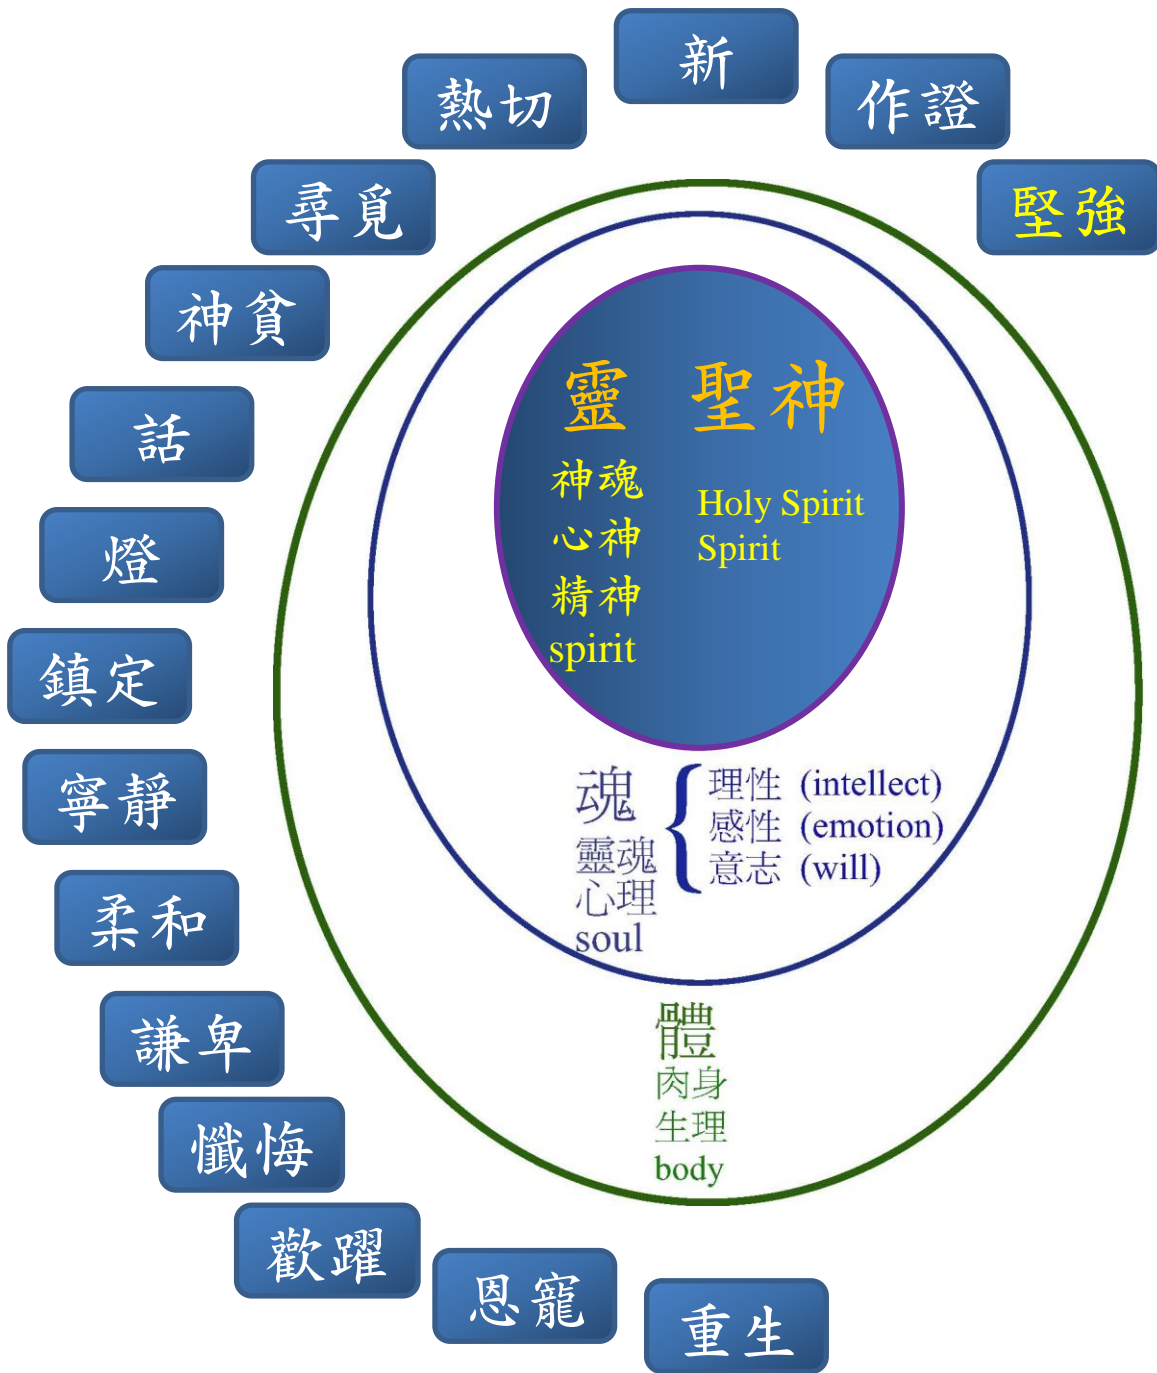 新
熱切
作證
堅強
尋覓
神貧
話
燈
鎮定
寧靜
柔和
謙卑
懺悔
歡躍
恩寵
重生
靈 聖神
神魂
心神
精神
spirit
Holy Spirit
Spirit
魂
靈魂
心理
soul
{
理性 (intellect)
感性 (emotion)
意志 (will)
體
肉身
生理
body